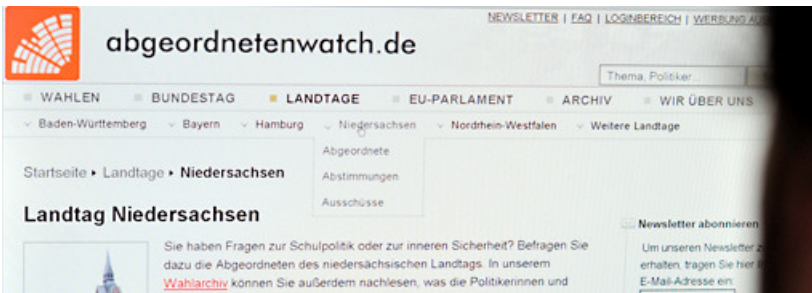 NEWSLETTER | FAQ | LOGINBEREICH | WERBUNG
abgeordnetenwatch.de
Thema, Politiker...
WAHLEN BUNDESTAG LANDTAGE EU-PARLAMENT ARCHIV WIR ÜBER UNS
Baden-Württemberg Bayern Hamburg Niedersachsen Nordrhein-Westfalen Weitere Landtage
Abgeordnete
Startseite Landtage Niedersachsen
Abstimmungen
Ausschüsse
Landtag Niedersachsen
Sie haben Fragen zur Schulpolitik oder zur inneren Sicherheit? Befragen Sie
dazu die Abgeordneten des niedersächsischen Landtags. In unserem
Wahlarchiv können Sie außerdem nachlesen, was die Politikerinnen und
Newsletter abonnieren
Um unseren Newsletter
erhalten, tragen Sie hier
E-Mail-Adresse ein: